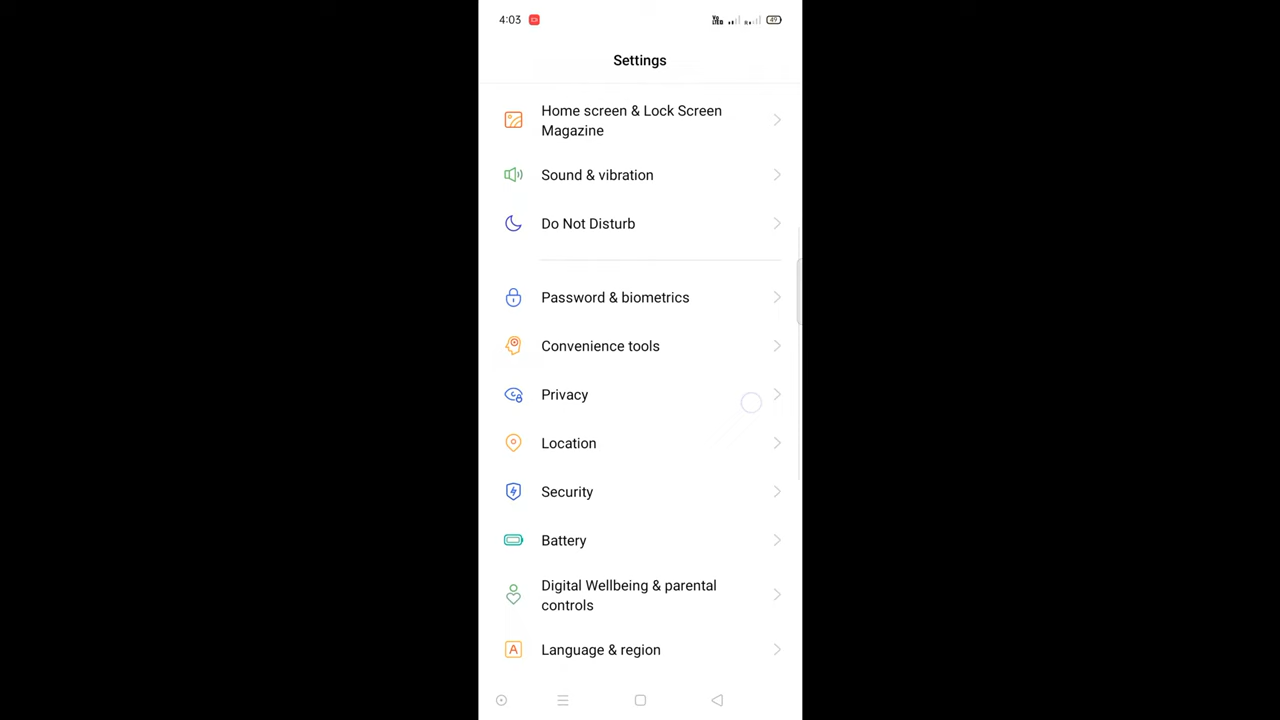 4:03
49
Settings
Home screen & Lock Screen
Magazine
Sound & vibration
Do Not Disturb
Password & biometrics
Convenience tools
Privacy
Location
Security
Battery
Digital Wellbeing & parental
controls
Language & region
A